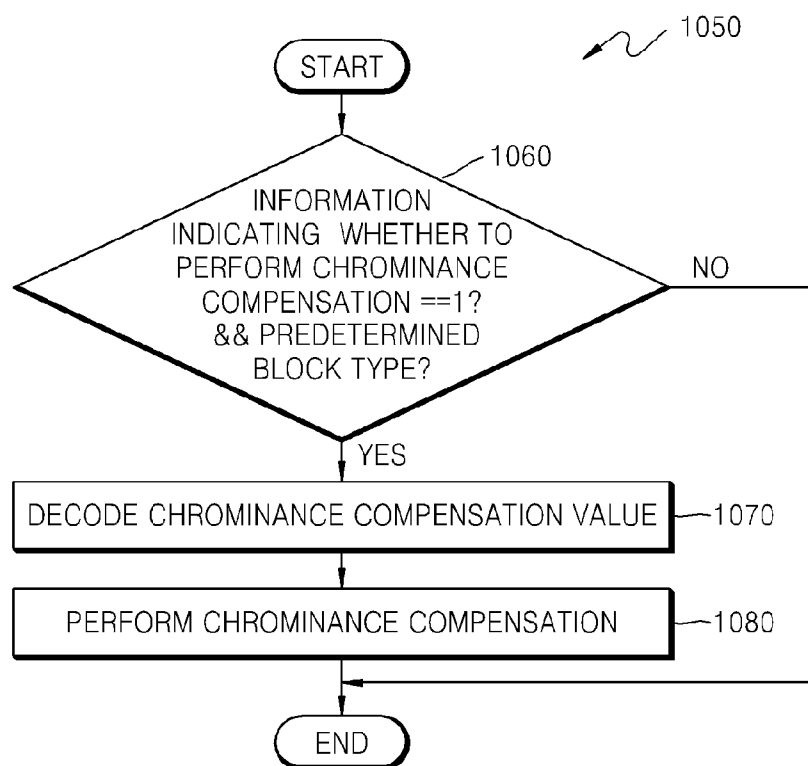 1050
START
1060
INFORMATION
INDICATING WHETHER TO
PERFORM CHROMINANCE
COMPENSATION ==1?
&& PREDETERMINED
BLOCK TYPE?
NO
YES
DECODE CHROMINANCE COMPENSATION VALUE
1070
PERFORM CHROMINANCE COMPENSATION
1080
END